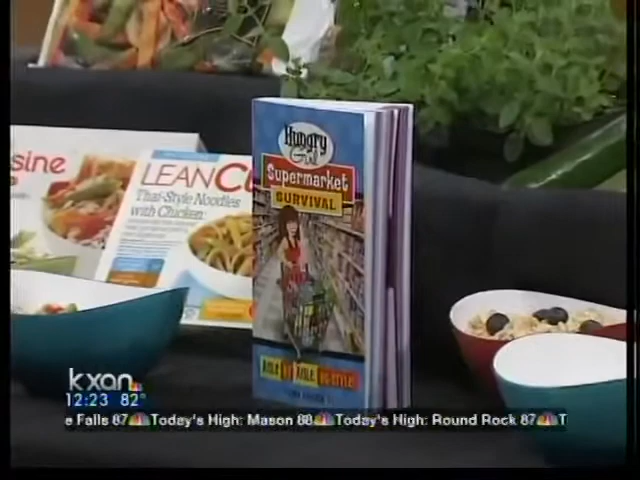 Hungry
Girl
Supermarket
SURVIVAL
sine
LEAN
Thai-Style Noodles
with Chicken
kxan
12:23 82°
e Falls 87 Today's High: Mason 88 Today's High: Round Rock 87 T